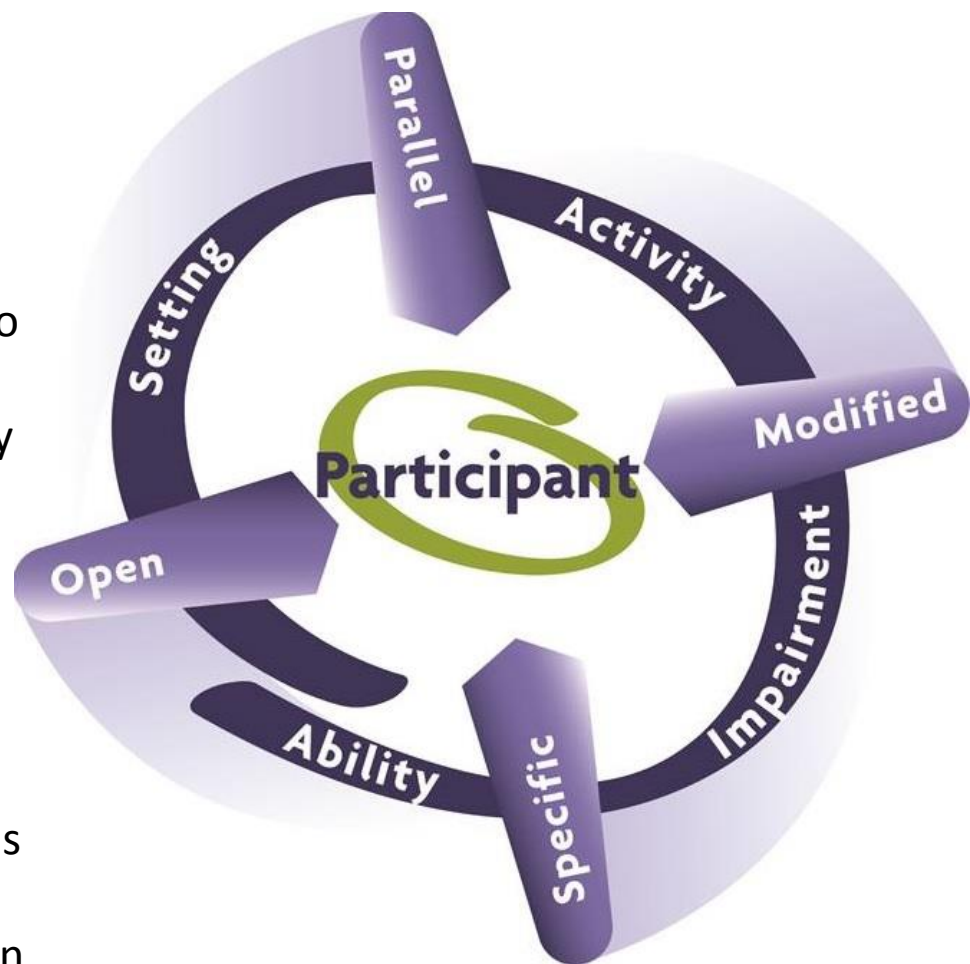 Parallel
Activity
Setting
Modified
Participant
Open
Impairment
Ability
Specific